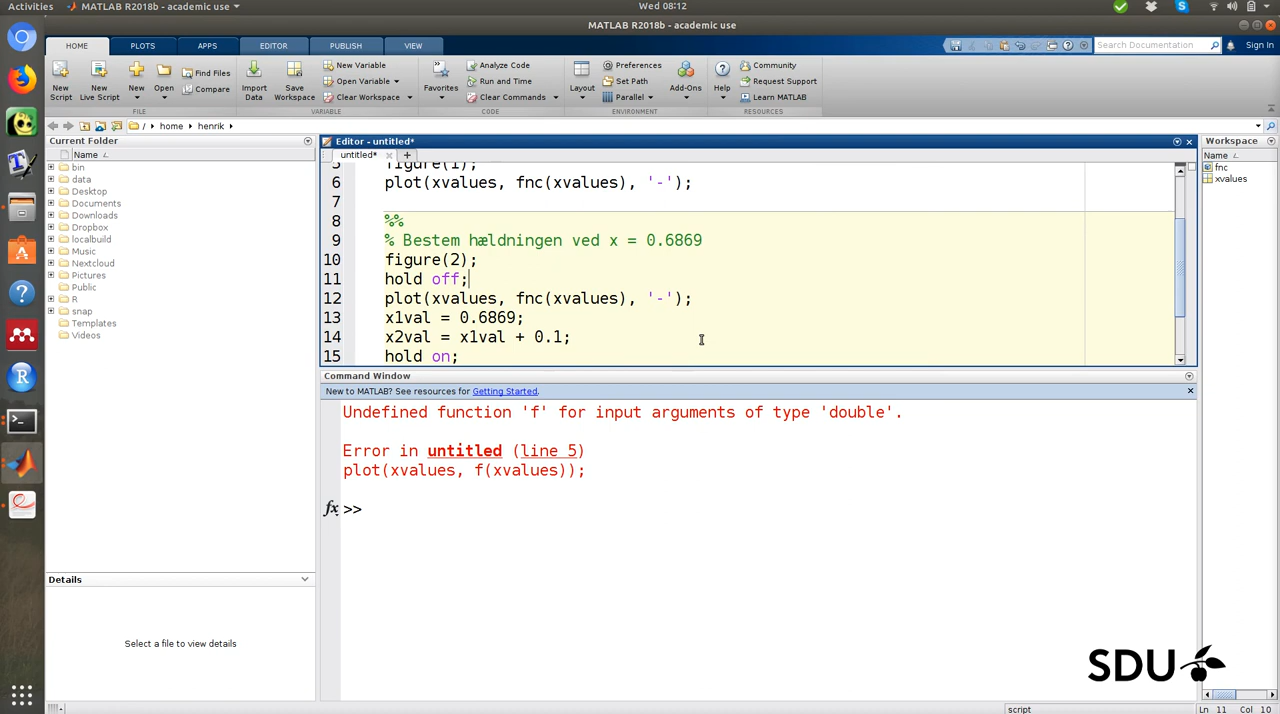 Activities
MATLAB R2018b - academic use
Wed 08:12
MATLAB R2018b - academic use
HOME PLOTS APPS EDITOR PUBLISH VIEW
Search Documentation
Sign In
New Script
New Live Script
New
Open
Find Files
Compare
Import Data
Save Workspace
New Variable
Open Variable
Clear Workspace
Favorites
Analyze Code
Run and Time
Clear Commands
Layout
Preferences
Set Path
Parallel
Add-Ons
Help
Community
Request Support
Learn MATLAB
FILE VARIABLE CODE ENVIRONMENT RESOURCES
/ home henrik
Current Folder
Name
bin
data
Desktop
Documents
Downloads
Dropbox
localbuild
Music
Nextcloud
Pictures
Public
R
snap
Templates
Videos
Details
Select a file to view details
Editor - untitled*
untitled* +
5 figure(1);
6 plot(xvalues, fnc(xvalues), '-');
7
8 %%
9 % Bestem hældningen ved x = 0.6869
10 figure(2);
11 hold off;
12 plot(xvalues, fnc(xvalues), '-');
13 x1val = 0.6869;
14 x2val = x1val + 0.1;
15 hold on;
Command Window
New to MATLAB? See resources for Getting Started.
Undefined function 'f' for input arguments of type 'double'.
Error in untitled (line 5)
plot(xvalues, f(xvalues));
fx >>
Workspace
Name
fnc
xvalues
SDU
script
Ln 11 Col 10